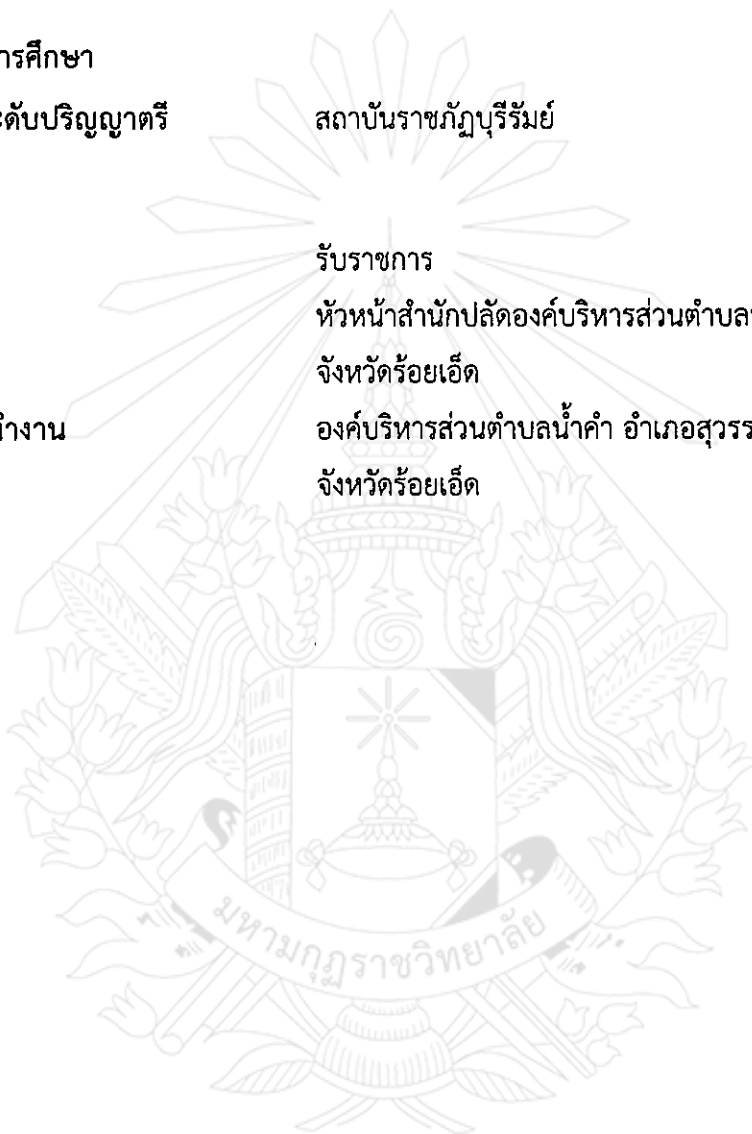 การศึกษา
ระดับปริญญาตรี สถาบันราชภัฏบุรีรัมย์
รับราชการ
หัวหน้าสำนักปลัดองค์บริหารส่วนตำบล
จังหวัดร้อยเอ็ด
ทำงาน องค์บริหารส่วนตำบลน้ำคำ อำเภอสุวรร
จังหวัดร้อยเอ็ด
มหามกุฏราชวิทยาลัย